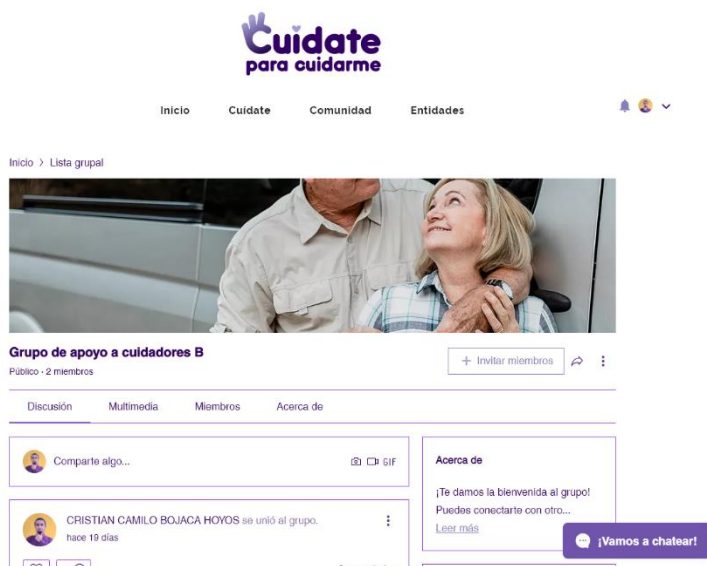 Cuidate
para cuidarme
Inicio Cuídate Comunidad Entidades
Inicio > Lista grupal
Grupo de apoyo a cuidadores B
Público · 2 miembros
+ Invitar miembros
Discusión Multimedia Miembros Acerca de
Comparte algo...
GIF
CRISTIAN CAMILO BOJACA HOYOS se unió al grupo.
hace 19 días
Acerca de
¡Te damos la bienvenida al grupo!
Puedes conectarte con otro...
Leer más
¡Vamos a chatear!